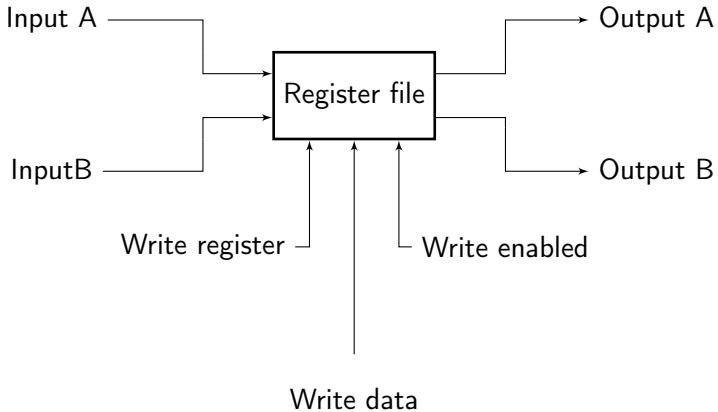 Input A
Output A
Register file
InputB
Output B
Write register
Write enabled
Write data